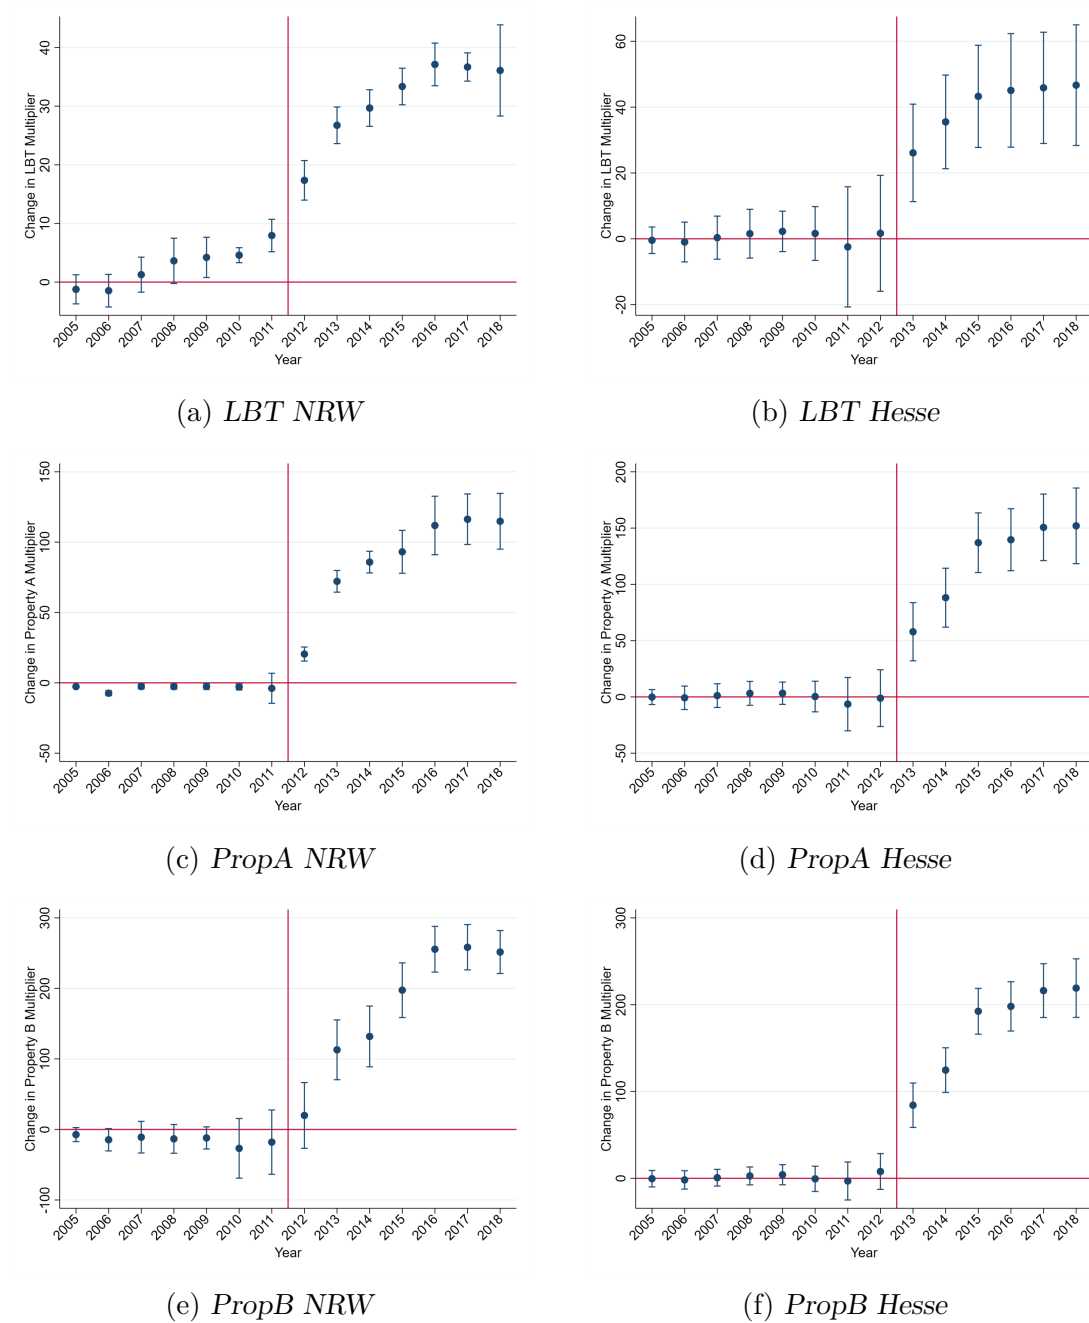 Change in LBT Multiplier
40
30
20
10
0
2005 2006 2007 2008 2009 2010 2011 2012 2013 2014 2015 2016 2017 2018
Year
(a) LBT NRW
Change in LBT Multiplier
60
40
20
0
-20
2005 2006 2007 2008 2009 2010 2011 2012 2013 2014 2015 2016 2017 2018
Year
(b) LBT Hesse
Change in Property A Multiplier
150
100
50
0
-50
2005 2006 2007 2008 2009 2010 2011 2012 2013 2014 2015 2016 2017 2018
Year
(c) PropA NRW
Change in Property A Multiplier
200
150
100
50
0
-50
2005 2006 2007 2008 2009 2010 2011 2012 2013 2014 2015 2016 2017 2018
Year
(d) PropA Hesse
Change in Property B Multiplier
300
200
100
0
-100
2005 2006 2007 2008 2009 2010 2011 2012 2013 2014 2015 2016 2017 2018
Year
(e) PropB NRW
Change in Property B Multiplier
300
200
100
0
2005 2006 2007 2008 2009 2010 2011 2012 2013 2014 2015 2016 2017 2018
Year
(f) PropB Hesse